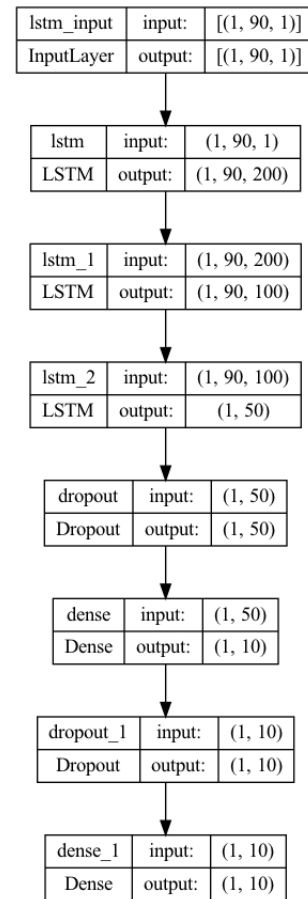 lstm_input input: [(1, 90, 1)]
InputLayer output: [(1, 90, 1)]
lstm input: (1, 90, 1)
LSTM output: (1, 90, 200)
lstm_1 input: (1, 90, 200)
LSTM output: (1, 90, 100)
lstm_2 input: (1, 90, 100)
LSTM output: (1, 50)
dropout input: (1, 50)
Dropout output: (1, 50)
dense input: (1, 50)
Dense output: (1, 10)
dropout_1 input: (1, 10)
Dropout output: (1, 10)
dense_1 input: (1, 10)
Dense output: (1, 10)